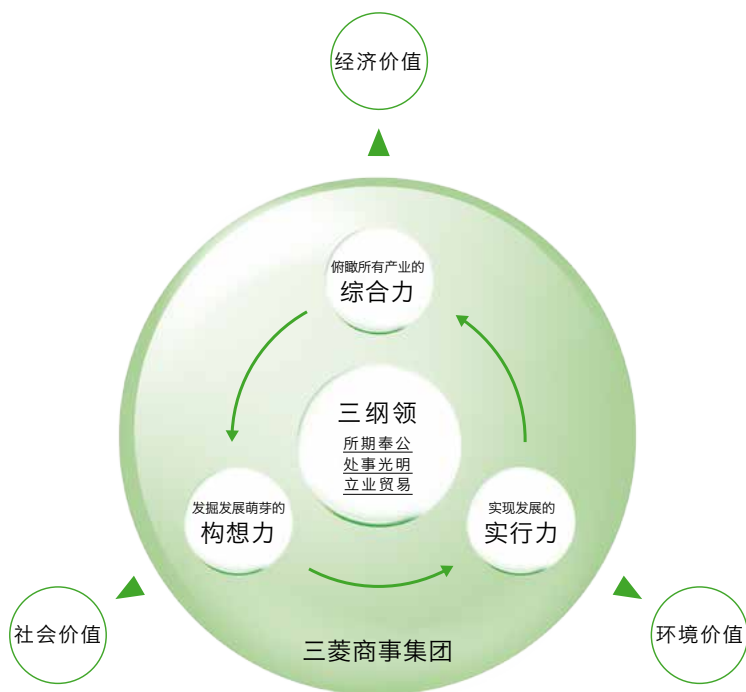 经济价值
俯瞰所有产业的
综合力
三纲领
所期奉公
处事光明
立业贸易
发掘发展萌芽的
构想力
实现发展的
实行力
社会价值
环境价值
三菱商事集团